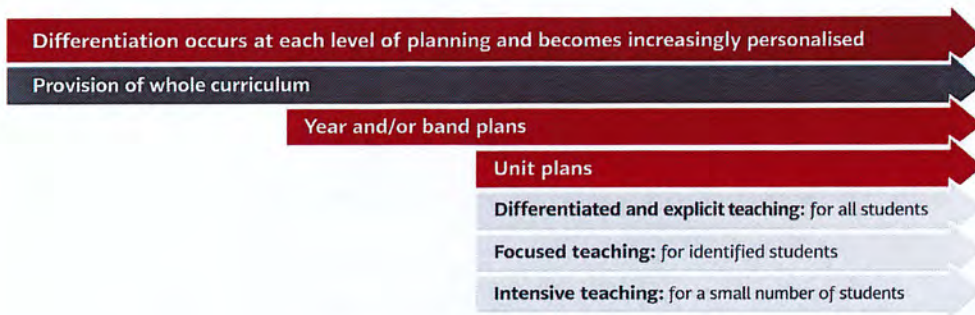 Differentiation occurs at each level of planning and becomes increasingly personalised
Provision of whole curriculum
Year and/or band plans
Unit plans
Differentiated and explicit teaching: for all students
Focused teaching: for identified students
Intensive teaching: for a small number of students